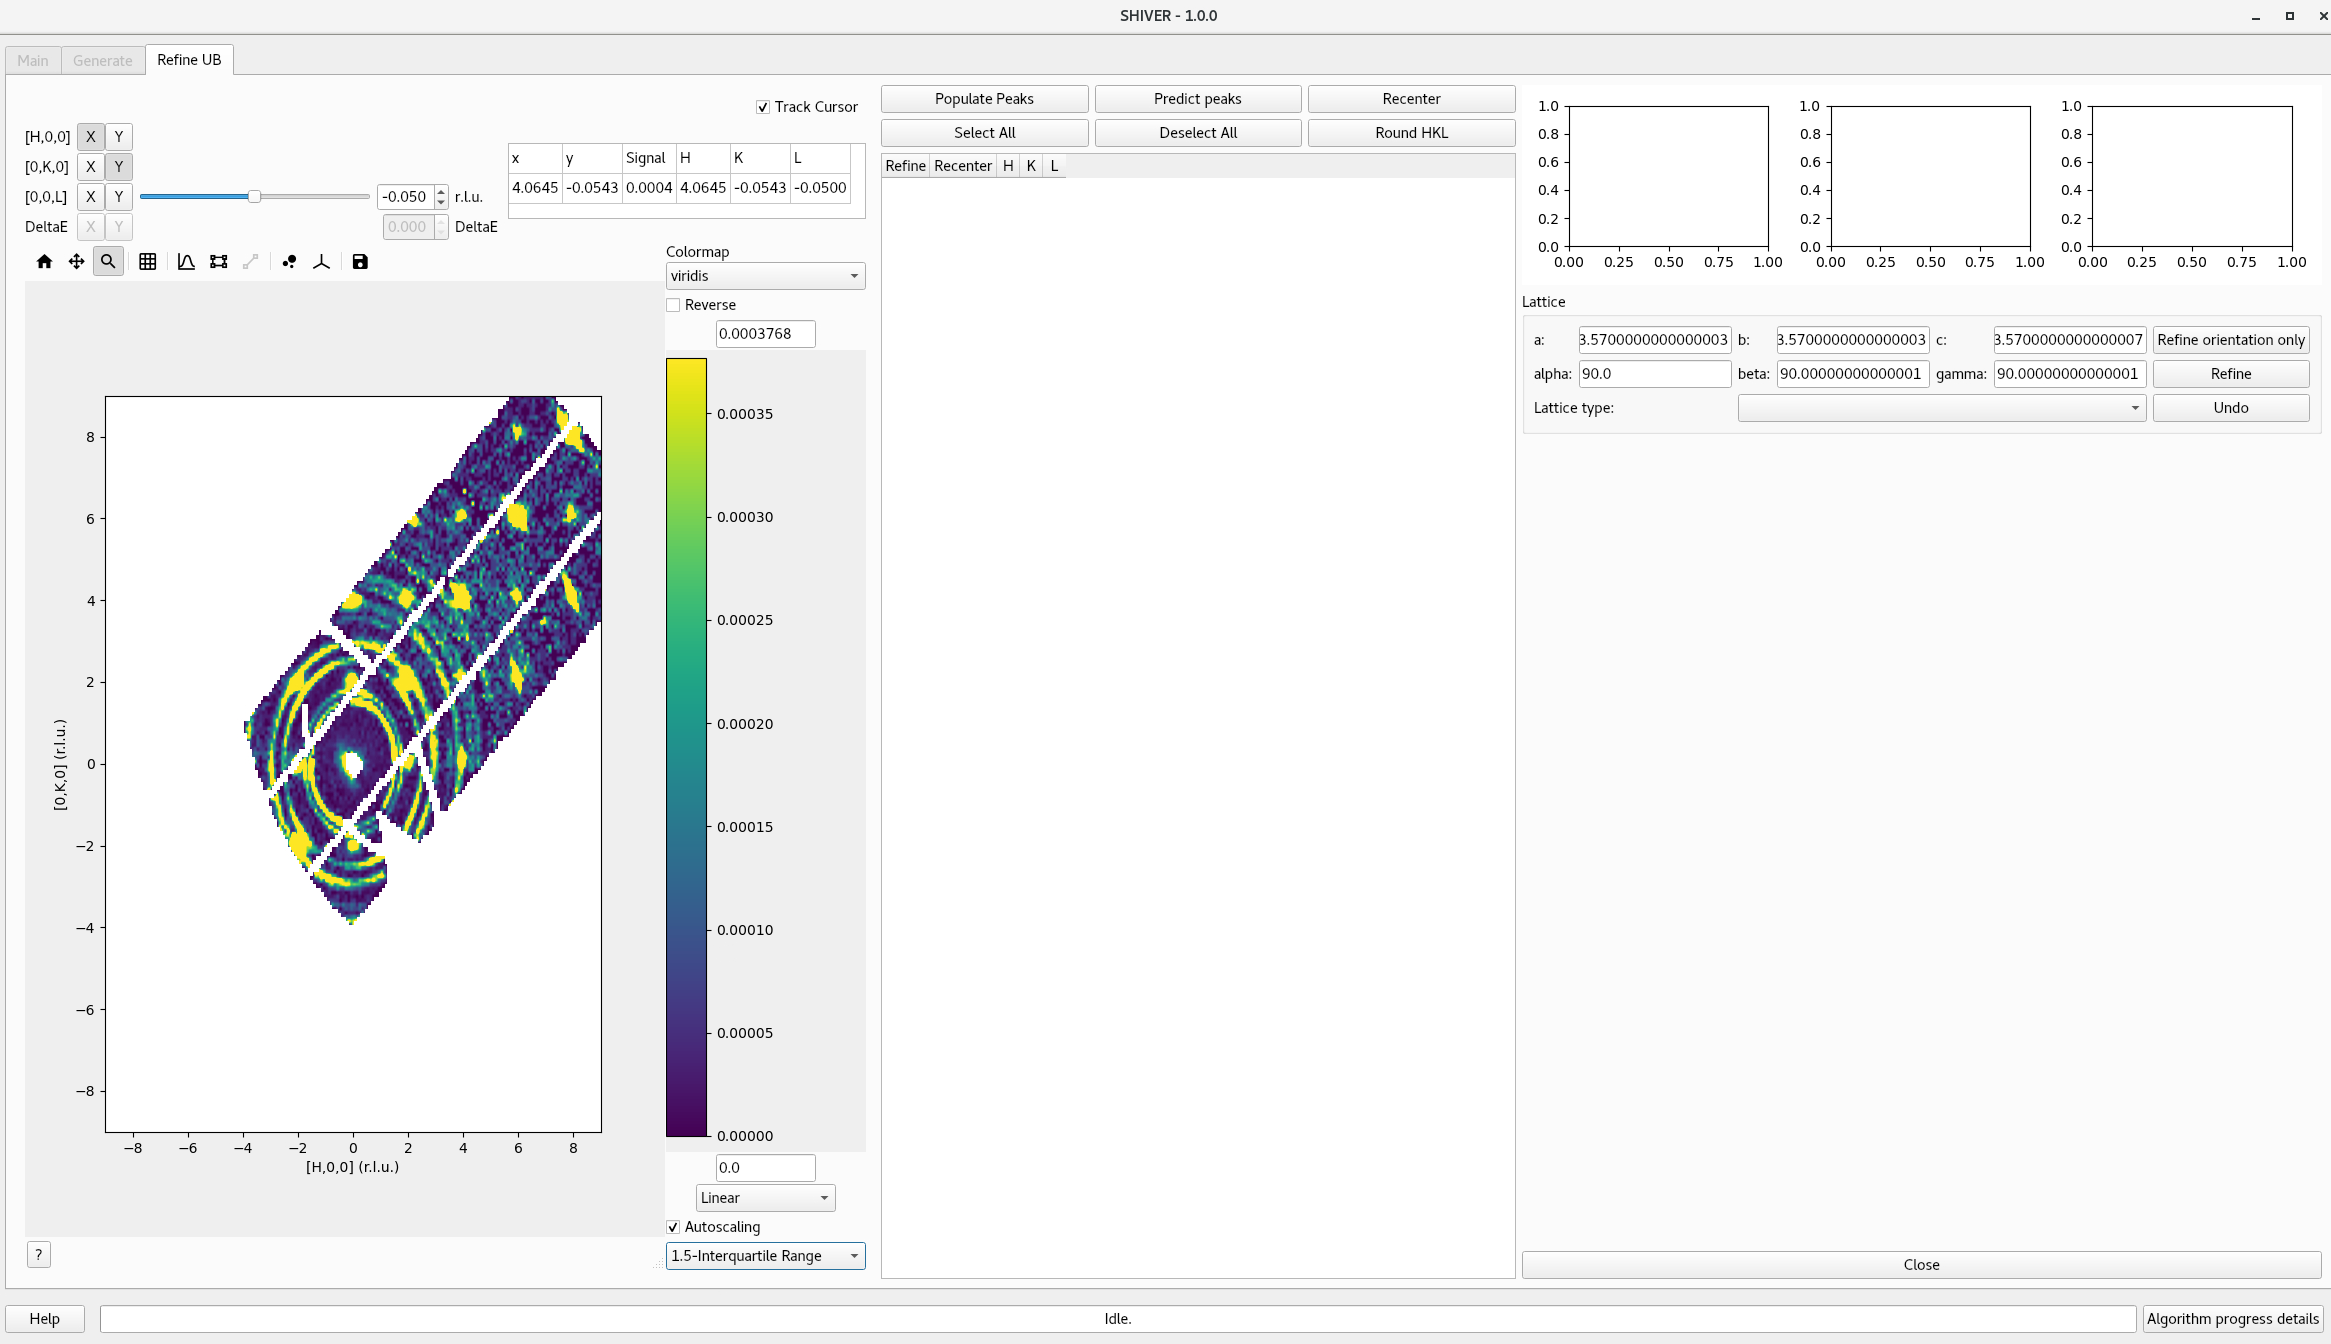 SHIVER - 1.0.0
Main Generate Refine UB
Track Cursor
[H,0,0] X Y
[0,K,0] X Y
[0,0,L] X Y -0.050 r.l.u.
DeltaE X Y 0.000 DeltaE
x y Signal H K L
4.0645 -0.0543 0.0004 4.0645 -0.0543 -0.0500
Colormap
viridis
Reverse
0.0003768
0.00035
0.00030
0.00025
0.00020
0.00015
0.00010
0.00005
0.00000
0.0
Linear
Autoscaling
1.5-Interquartile Range
8
6
4
2
0
−2
−4
−6
−8
[0,K,0] (r.l.u.)
−8 −6 −4 −2 0 2 4 6 8
[H,0,0] (r.l.u.)
?
Populate Peaks Predict peaks Recenter
Select All Deselect All Round HKL
Refine Recenter H K L
1.0
0.8
0.6
0.4
0.2
0.0
0.00 0.25 0.50 0.75 1.00
1.0
0.8
0.6
0.4
0.2
0.0
0.00 0.25 0.50 0.75 1.00
1.0
0.8
0.6
0.4
0.2
0.0
0.00 0.25 0.50 0.75 1.00
Lattice
a: 3.5700000000000003 b: 3.5700000000000003 c: 3.5700000000000007 Refine orientation only
alpha: 90.0 beta: 90.00000000000001 gamma: 90.00000000000001 Refine
Lattice type: Undo
Close
Help Idle. Algorithm progress details